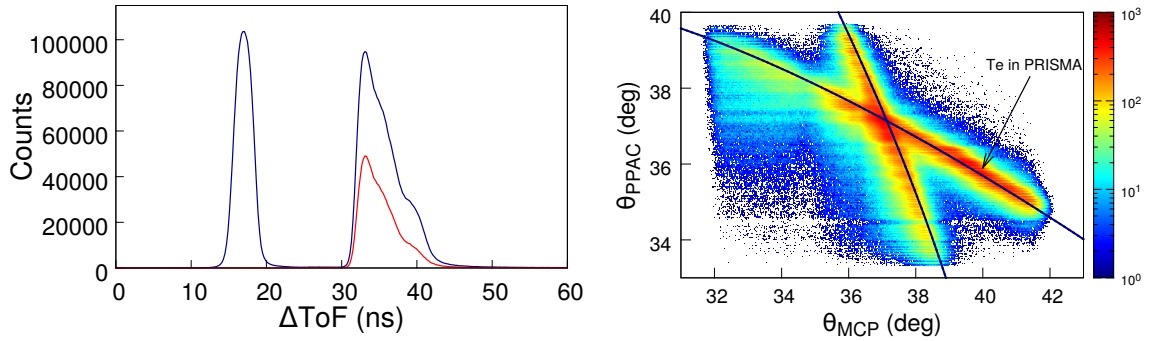 Counts
100000
80000
60000
40000
20000
0
0 10 20 30 40 50 60
ΔToF (ns)
θPPAC (deg)
40
38
36
34
32 34 36 38 40 42
θMCP (deg)
Te in PRISMA
10³
10²
10¹
10⁰